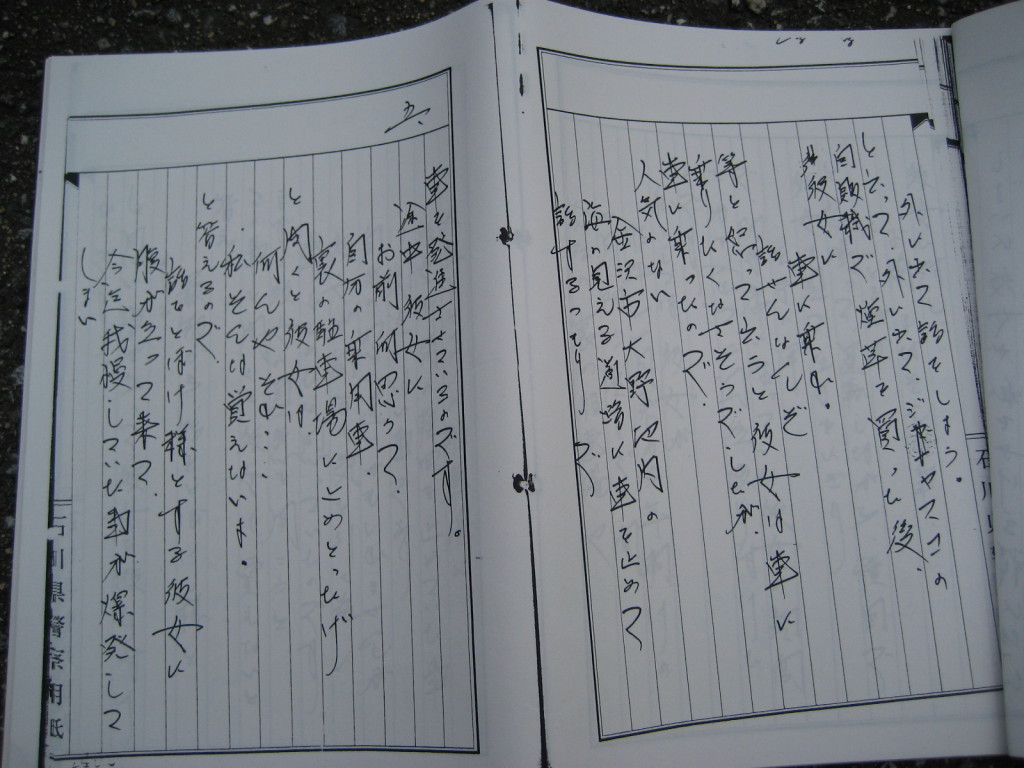 外に出て話をしよう。
と言って、外に出て、ジャスコの
自販機で煙草を買った後、
彼女に
車に乗れ。
話せんなんぞ
等と怒って言うと彼女は車に
乗りにくなさそうでしたが
車に乗ったので、
人気のない
金沢市大野地内の
海の見える道端に車を止めて
話するつもりで
石川県
五、
車を発進させているのです。
途中彼女に
お前、何思うて、
自分の乗用車、
裏の駐車場にとめとったげ
と聞くと彼女は、
何んや それ・・・・
私そんな覚えないよ。
と答えるので、
話をとぼけ様とする彼女に
腹が立って来て、
今迄我慢していた事が爆発して
しまい
石川県警察用紙